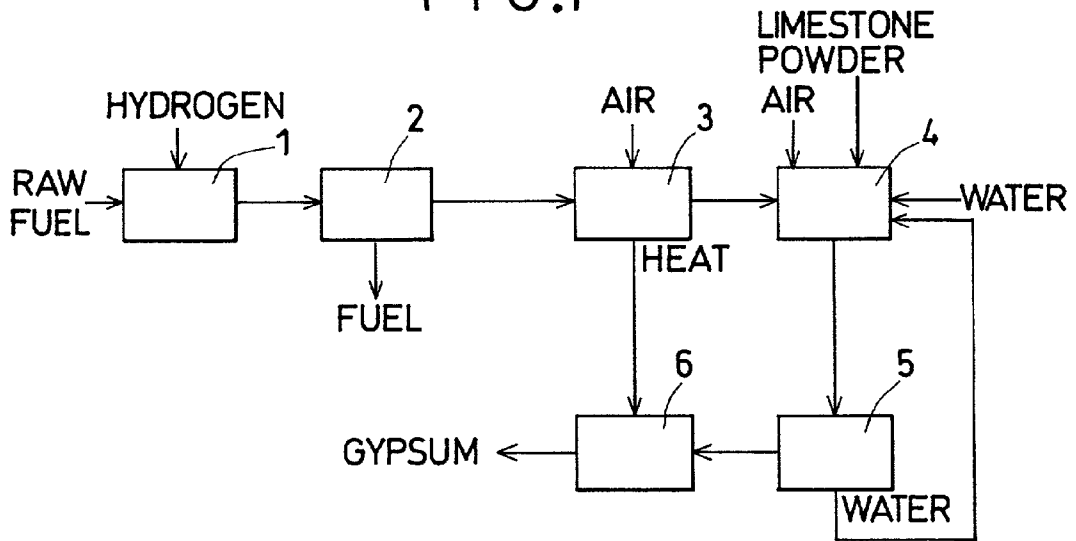 FIG.1
LIMESTONE
POWDER
HYDROGEN
AIR
AIR
1
2
3
4
RAW
FUEL
WATER
HEAT
FUEL
6
5
GYPSUM
WATER